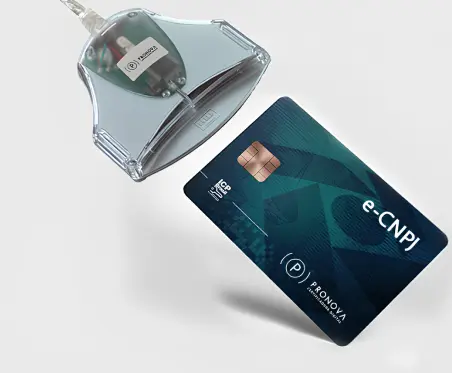 (P) PRONOVA
ICP
Brasil
e-CNPJ
(P)
PRONOVA
CERTIFICADORA DIGITAL